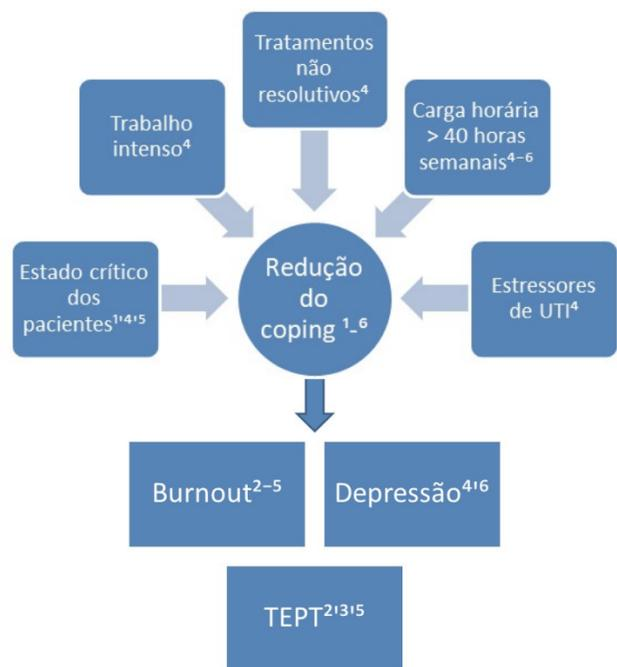 Tratamentos
não
resolutivos⁴
Trabalho
intenso⁴
Carga horária
> 40 horas
semanais⁴⁻⁶
Estado crítico
dos
pacientes¹'⁴'⁵
Redução
do
coping ¹-⁶
Estressores
de UTI⁴
Burnout²⁻⁵
Depressão⁴'⁶
TEPT²'³'⁵